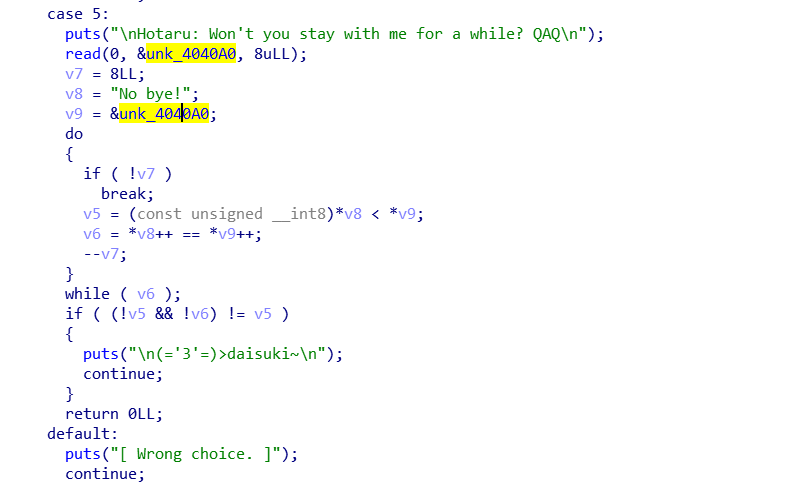 case 5:
puts("\nHotaru: Won't you stay with me for a while? QAQ\n");
read(0, &unk_4040A0, 8uLL);
v7 = 8LL;
v8 = "No bye!";
v9 = &unk_4040A0;
do
{
if ( !v7 )
break;
v5 = (const unsigned __int8)*v8 < *v9;
v6 = *v8++ == *v9++;
--v7;
}
while ( v6 );
if ( (!v5 && !v6) != v5 )
{
puts("\n(='3'=)>daisuki~\n");
continue;
}
return 0LL;
default:
puts("[ Wrong choice. ]");
continue;